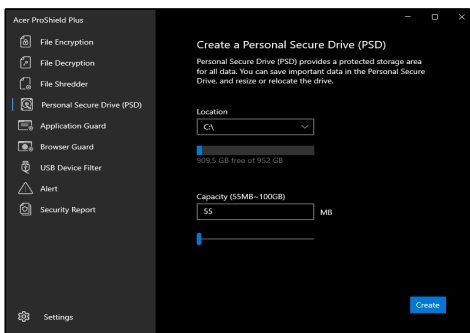 Acer ProShield Plus
File Encryption
File Decryption
File Shredder
Personal Secure Drive (PSD)
Application Guard
Browser Guard
USB Device Filter
Alert
Security Report
Settings
Create a Personal Secure Drive (PSD)
Personal Secure Drive (PSD) provides a protected storage area
for all data. You can save important data in the Personal Secure
Drive, and resize or relocate the drive.
Location
C:\
909.5 GB free of 952 GB
Capacity (55MB~100GB)
55 MB
Create